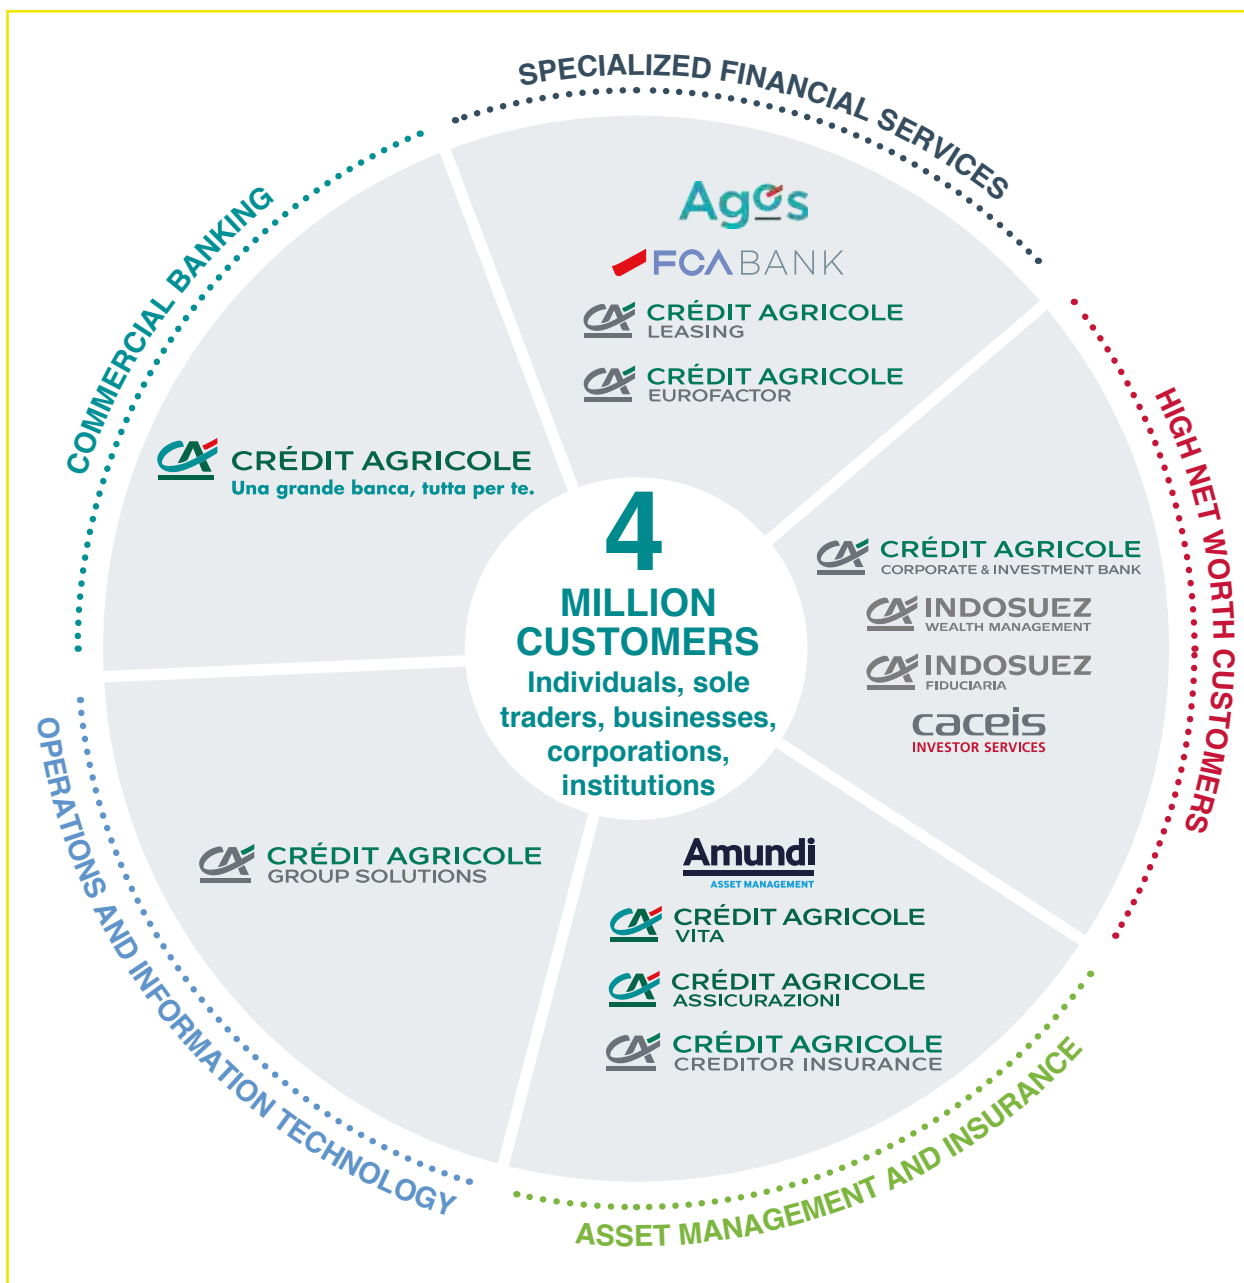 SPECIALIZED FINANCIAL SERVICES
Agos
FCA BANK
CRÉDIT AGRICOLE
LEASING
CRÉDIT AGRICOLE
EUROFACTOR
COMMERCIAL BANKING
CRÉDIT AGRICOLE
Una grande banca, tutta per te.
HIGH NET WORTH CUSTOMERS
CRÉDIT AGRICOLE
CORPORATE & INVESTMENT BANK
INDOSUEZ
WEALTH MANAGEMENT
INDOSUEZ
FIDUCIARIA
caceis
INVESTOR SERVICES
4
MILLION
CUSTOMERS
Individuals, sole
traders, businesses,
corporations,
institutions
OPERATIONS AND INFORMATION TECHNOLOGY
CRÉDIT AGRICOLE
GROUP SOLUTIONS
Amundi
ASSET MANAGEMENT
CRÉDIT AGRICOLE
VITA
CRÉDIT AGRICOLE
ASSICURAZIONI
CRÉDIT AGRICOLE
CREDITOR INSURANCE
ASSET MANAGEMENT AND INSURANCE